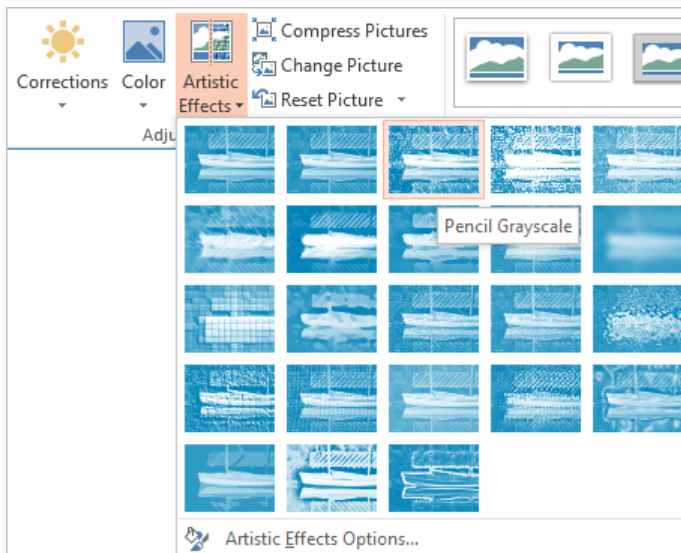 Compress Pictures
Corrections Color Artistic Effects
Change Picture
Reset Picture
Adju
Pencil Grayscale
Artistic Effects Options...